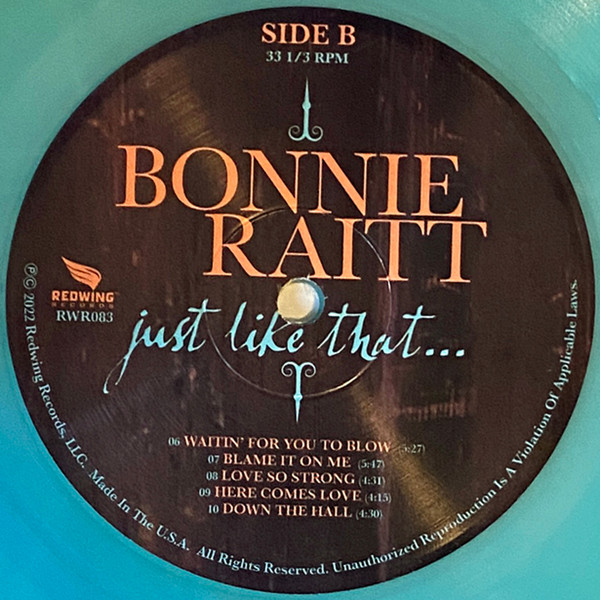 SIDE B
33 1/3 RPM
BONNIE
RAITT
REDWING
RECORDS
RWR083
just like that...
06 WAITIN' FOR YOU TO BLOW (5:27)
07 BLAME IT ON ME (5:47)
08 LOVE SO STRONG (4:31)
09 HERE COMES LOVE (4:15)
10 DOWN THE HALL (4:30)
℗© 2022 Redwing Records, LLC. Made In The U.S.A. All Rights Reserved. Unauthorized Reproduction Is A Violation Of Applicable Laws.